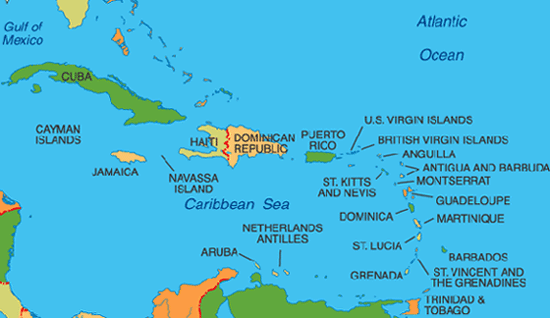 Gulf of
Mexico
Atlantic
Ocean
CUBA
CAYMAN
ISLANDS
JAMAICA
NAVASSA
ISLAND
HAITI
DOMINICAN
REPUBLIC
PUERTO
RICO
U.S. VIRGIN ISLANDS
BRITISH VIRGIN ISLANDS
ANGUILLA
ANTIGUA AND BARBUDA
MONTSERRAT
ST. KITTS
AND NEVIS
GUADELOUPE
DOMINICA
MARTINIQUE
Caribbean Sea
NETHERLANDS
ANTILLES
ARUBA
ST. LUCIA
BARBADOS
GRENADA
ST. VINCENT AND
THE GRENADINES
TRINIDAD &
TOBAGO